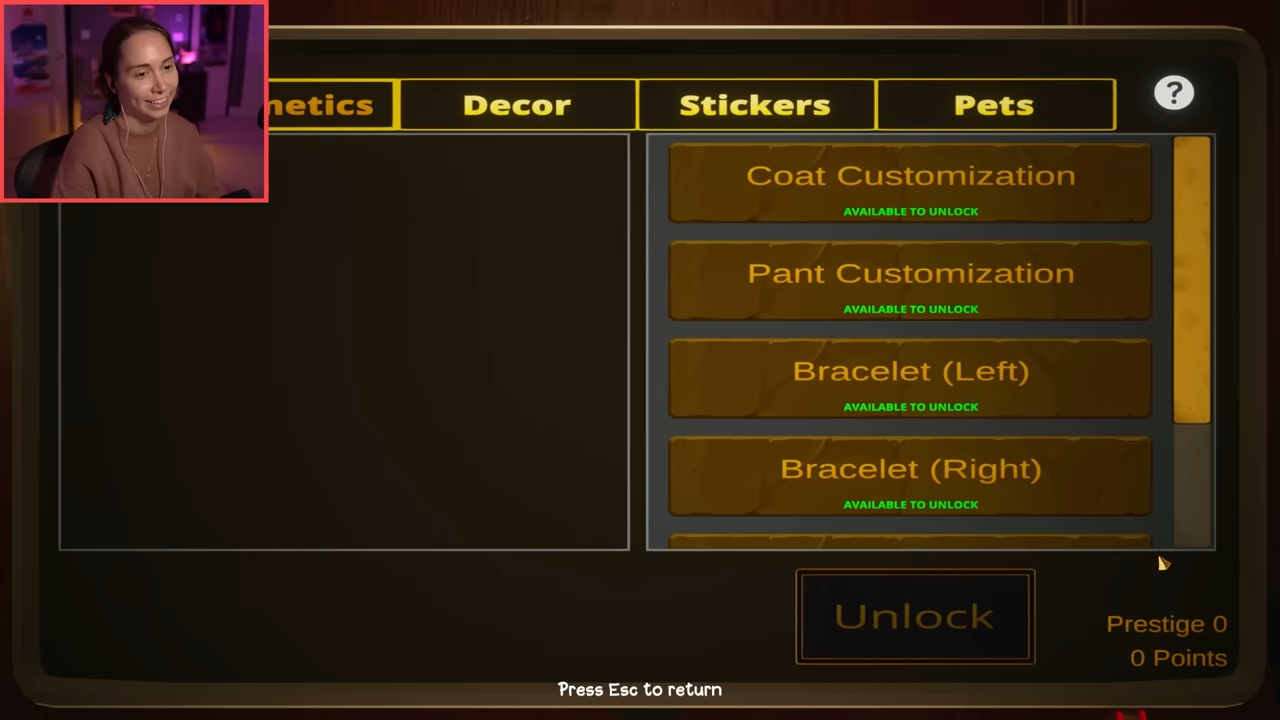 netics
Decor
Stickers
Pets
?
Coat Customization
AVAILABLE TO UNLOCK
Pant Customization
AVAILABLE TO UNLOCK
Bracelet (Left)
AVAILABLE TO UNLOCK
Bracelet (Right)
AVAILABLE TO UNLOCK
Unlock
Prestige 0
0 Points
Press Esc to return